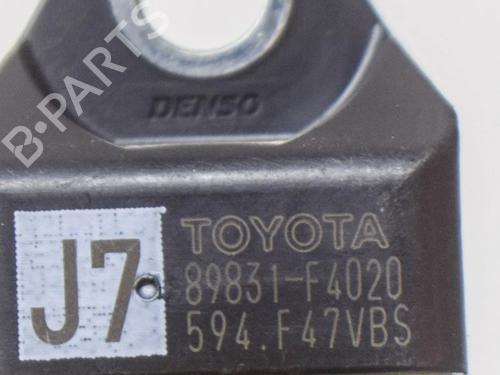 DENSO
TOYOTA
J7
89831-F4020
594.F47VBS
B-PARTS